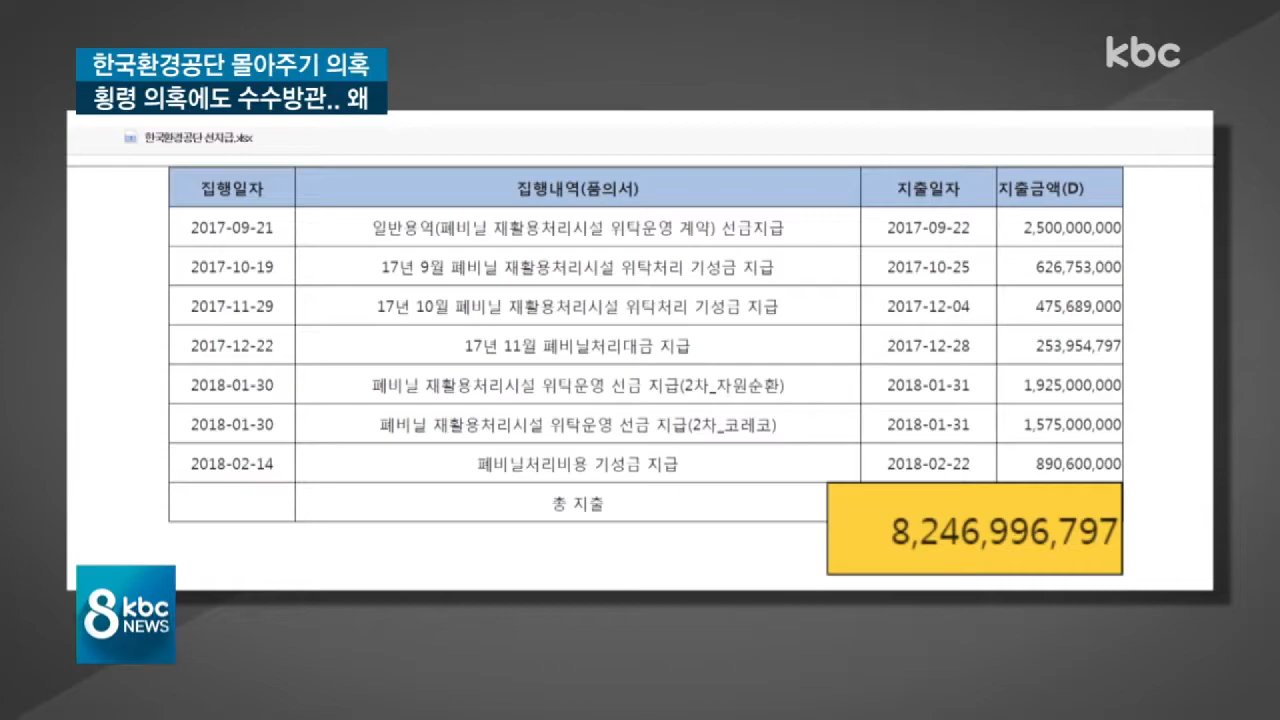 한국환경공단 몰아주기 의혹
횡령 의혹에도 수수방관.. 왜
kbc
한국환경공단 선지급.xlsx
집행일자 집행내역(품의서) 지출일자 지출금액(D)
2017-09-21 일반용역(폐비닐 재활용처리시설 위탁운영 계약) 선금지급 2017-09-22 2,500,000,000
2017-10-19 17년 9월 폐비닐 재활용처리시설 위탁처리 기성금 지급 2017-10-25 626,753,000
2017-11-29 17년 10월 폐비닐 재활용처리시설 위탁처리 기성금 지급 2017-12-04 475,689,000
2017-12-22 17년 11월 폐비닐처리대금 지급 2017-12-28 253,954,797
2018-01-30 폐비닐 재활용처리시설 위탁운영 선금 지급(2차_자원순환) 2018-01-31 1,925,000,000
2018-01-30 폐비닐 재활용처리시설 위탁운영 선금 지급(2차_코레코) 2018-01-31 1,575,000,000
2018-02-14 폐비닐처리비용 기성금 지급 2018-02-22 890,600,000
총 지출 8,246,996,797
8 kbc
NEWS